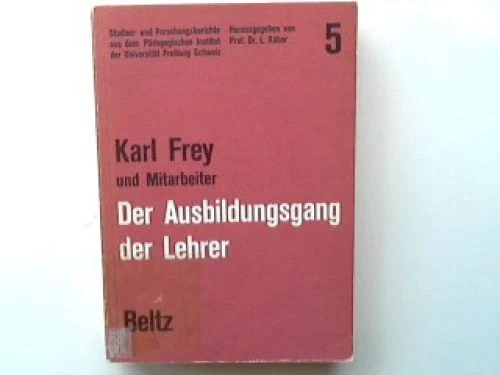 Studien- und Forschungsberichte
aus dem Pädagogischen Institut
der Universität Freiburg Schweiz
Herausgegeben von
Prof. Dr. L. Räber
5
Karl Frey
und Mitarbeiter
Der Ausbildungsgang
der Lehrer
Beltz